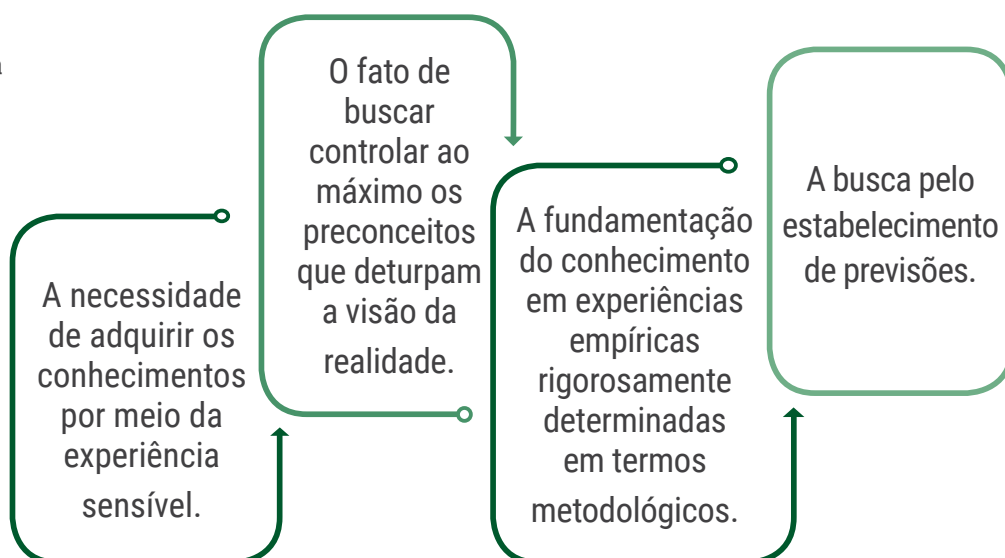 A necessidade
de adquirir os
conhecimentos
por meio da
experiência
sensível.
O fato de
buscar
controlar ao
máximo os
preconceitos
que deturpam
a visão da
realidade.
A fundamentação
do conhecimento
em experiências
empíricas
rigorosamente
determinadas
em termos
metodológicos.
A busca pelo
estabelecimento
de previsões.